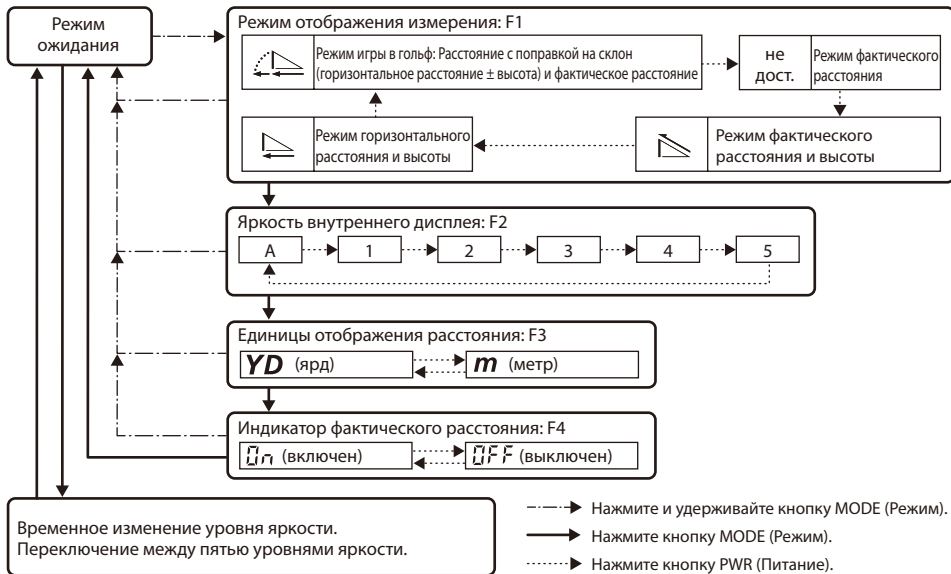 Режим
ожидания
Режим отображения измерения: F1
Режим игры в гольф: Расстояние с поправкой на склон
(горизонтальное расстояние ± высота) и фактическое расстояние
не
дост.
Режим фактического
расстояния
Режим горизонтального
расстояния и высоты
Режим фактического
расстояния и высоты
Яркость внутреннего дисплея: F2
A 1 2 3 4 5
Единицы отображения расстояния: F3
YD (ярд) m (метр)
Индикатор фактического расстояния: F4
On (включен) OFF (выключен)
Временное изменение уровня яркости.
Переключение между пятью уровнями яркости.
Нажмите и удерживайте кнопку MODE (Режим).
Нажмите кнопку MODE (Режим).
Нажмите кнопку PWR (Питание).